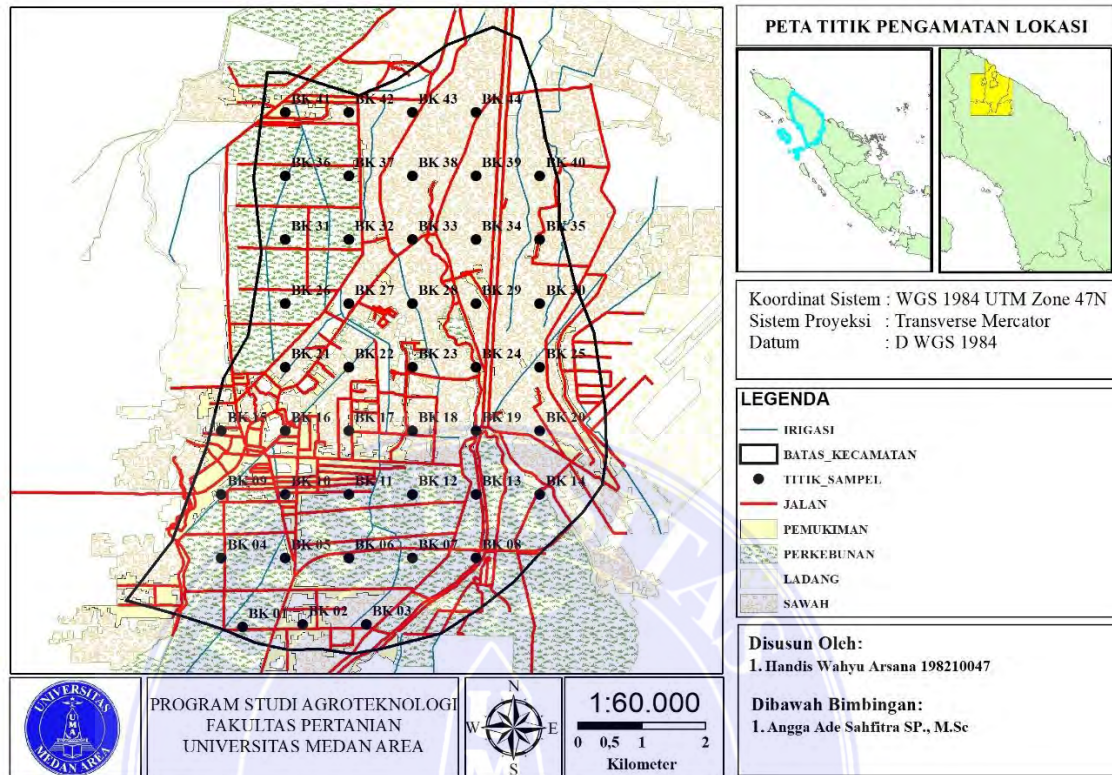 BK 41 BK 42 BK 43 BK 44
BK 36 BK 37 BK 38 BK 39 BK 40
BK 31 BK 32 BK 33 BK 34 BK 35
BK 26 BK 27 BK 28 BK 29 BK 30
BK 21 BK 22 BK 23 BK 24 BK 25
BK 15 BK 16 BK 17 BK 18 BK 19 BK 20
BK 09 BK 10 BK 11 BK 12 BK 13 BK 14
BK 04 BK 05 BK 06 BK 07 BK 08
BK 01 BK 02 BK 03
PETA TITIK PENGAMATAN LOKASI
Koordinat Sistem : WGS 1984 UTM Zone 47N
Sistem Proyeksi : Transverse Mercator
Datum : D WGS 1984
LEGENDA
IRIGASI
BATAS_KECAMATAN
TITIK_SAMPEL
JALAN
PEMUKIMAN
PERKEBUNAN
LADANG
SAWAH
Disusun Oleh:
1. Handis Wahyu Arsana 198210047
Dibawah Bimbingan:
1. Angga Ade Sahfitra SP., M.Sc
UNIVERSITAS
UMA
MEDAN AREA
PROGRAM STUDI AGROTEKNOLOGI
FAKULTAS PERTANIAN
UNIVERSITAS MEDAN AREA
N
W E
S
1:60.000
0 0,5 1 2
Kilometer